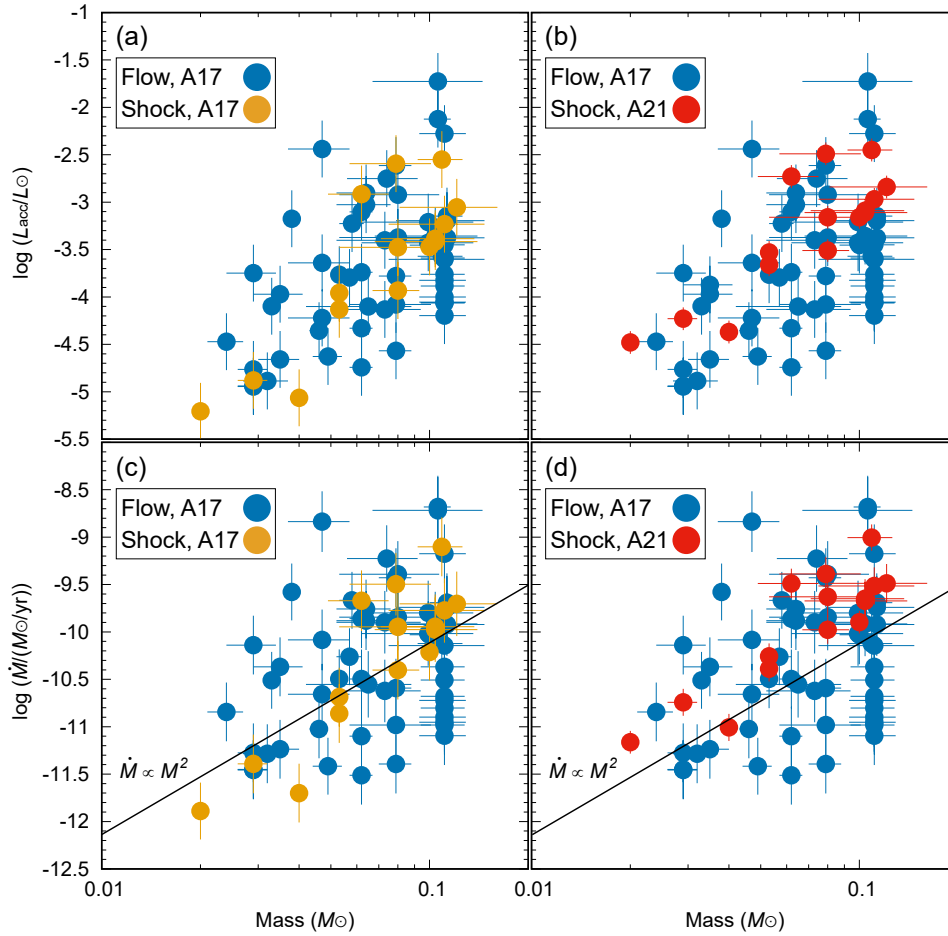 (a)
Flow, A17
Shock, A17
(b)
Flow, A17
Shock, A21
-1
-1.5
-2
-2.5
-3
-3.5
-4
-4.5
-5
-5.5
log (Lacc/L⊙)
(c)
Flow, A17
Shock, A17
Ṁ ∝ M²
(d)
Flow, A17
Shock, A21
Ṁ ∝ M²
-8.5
-9
-9.5
-10
-10.5
-11
-11.5
-12
-12.5
log (Ṁ/(M⊙/yr))
0.01 0.1 0.01 0.1
Mass (M⊙) Mass (M⊙)